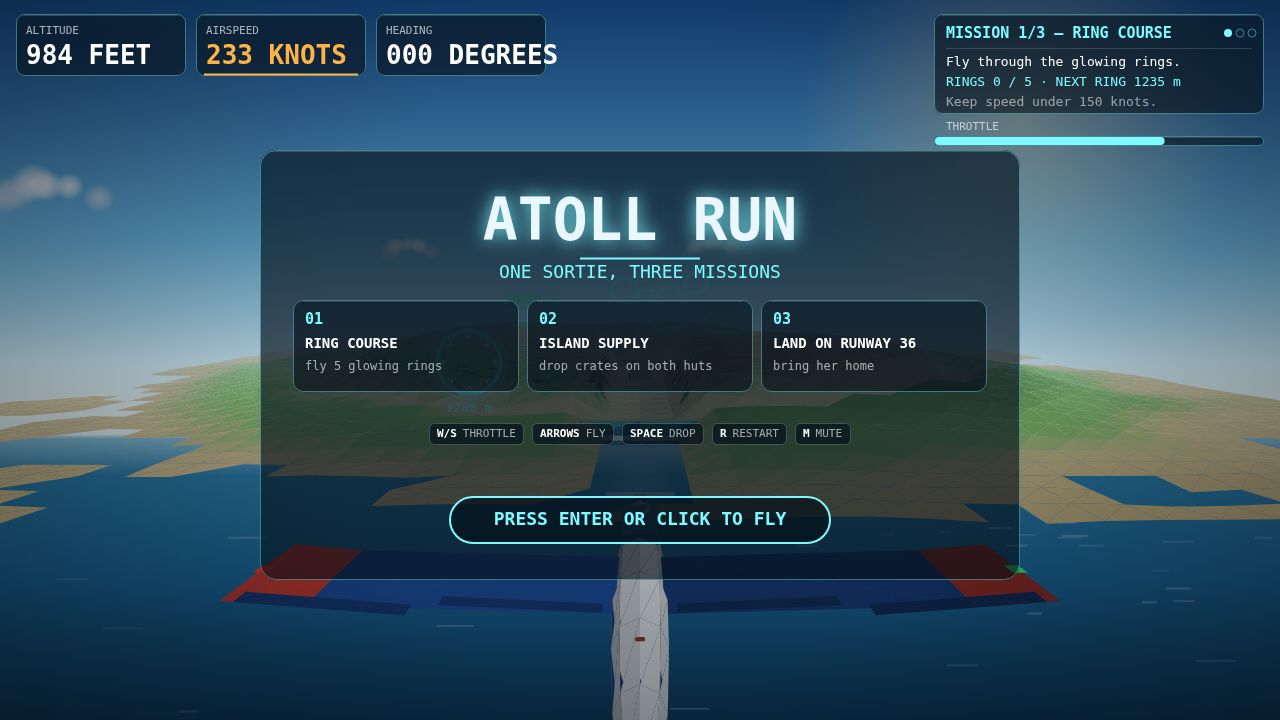 ALTITUDE
984 FEET
AIRSPEED
233 KNOTS
HEADING
000 DEGREES
MISSION 1/3 — RING COURSE
Fly through the glowing rings.
RINGS 0 / 5 · NEXT RING 1235 m
Keep speed under 150 knots.
THROTTLE
ATOLL RUN
ONE SORTIE, THREE MISSIONS
01
RING COURSE
fly 5 glowing rings
02
ISLAND SUPPLY
drop crates on both huts
03
LAND ON RUNWAY 36
bring her home
1260 m
W/S THROTTLE
ARROWS FLY
SPACE DROP
R RESTART
M MUTE
PRESS ENTER OR CLICK TO FLY